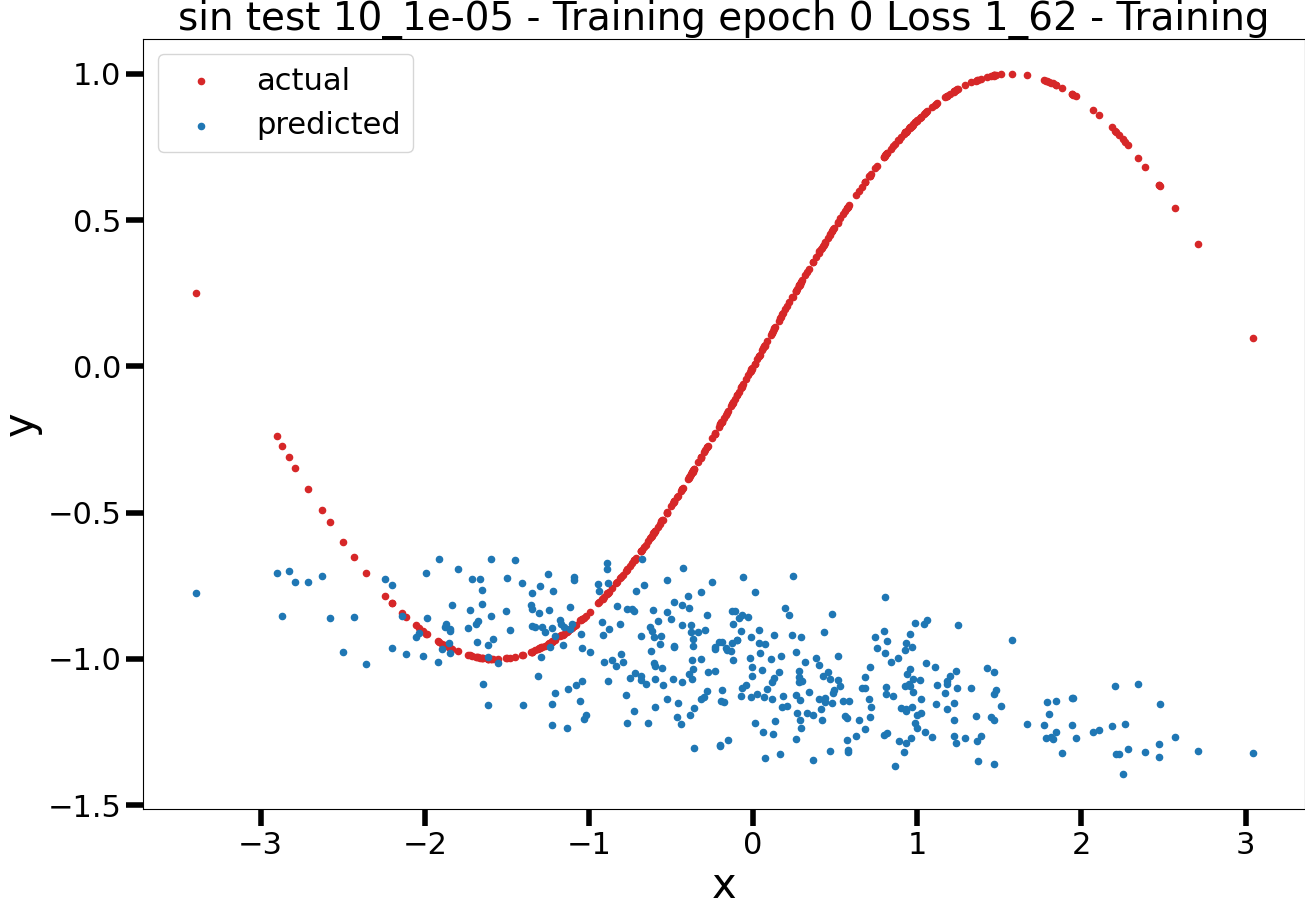 sin test 10_1e-05 - Training epoch 0 Loss 1_62 - Training
actual
predicted
1.0
0.5
0.0
−0.5
−1.0
−1.5
y
−3 −2 −1 0 1 2 3
x